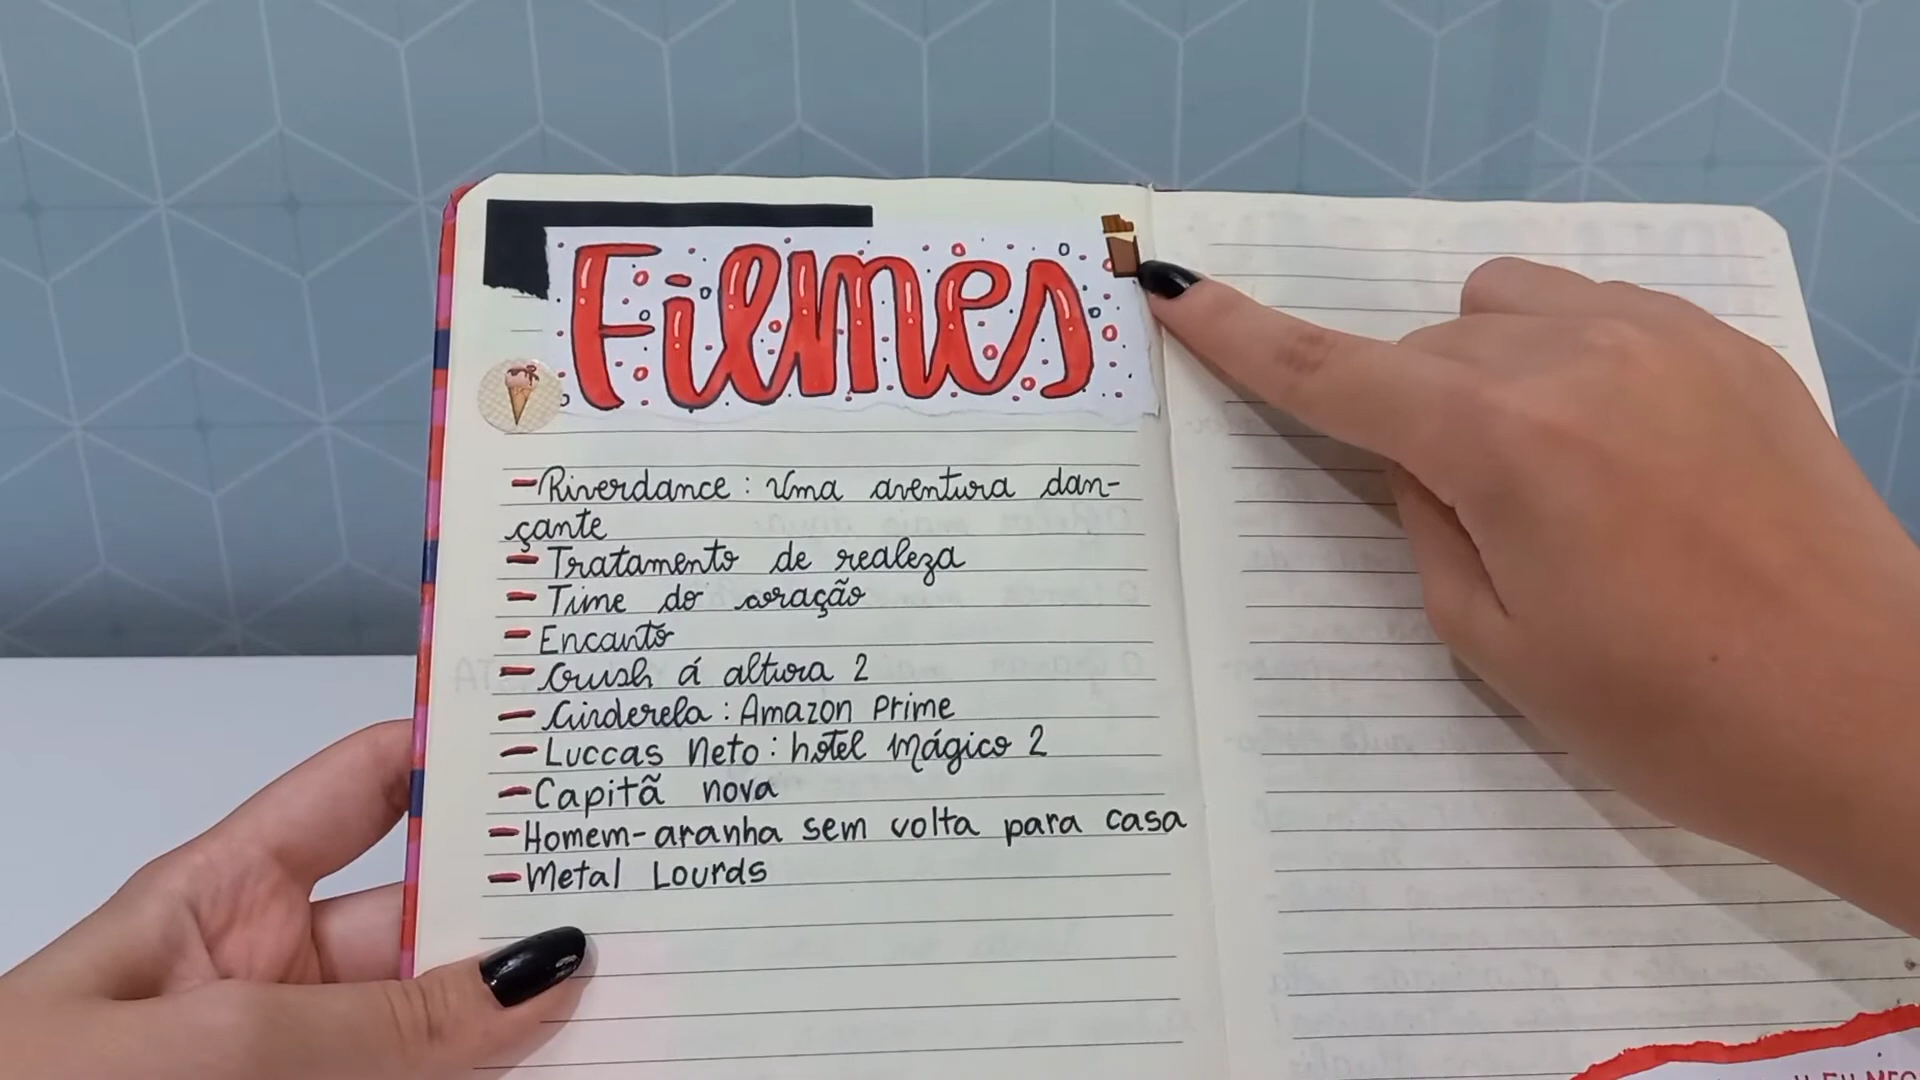 Filmes
-Riverdance: Uma aventura dan-
çante
-Tratamento de realeza
-Time do coração
-Encanto
-Crush á altura 2
-Cinderela: Amazon Prime
-Luccas Neto: hotel mágico 2
-Capitã nova
-Homem-aranha sem volta para casa
-Metal Lourds